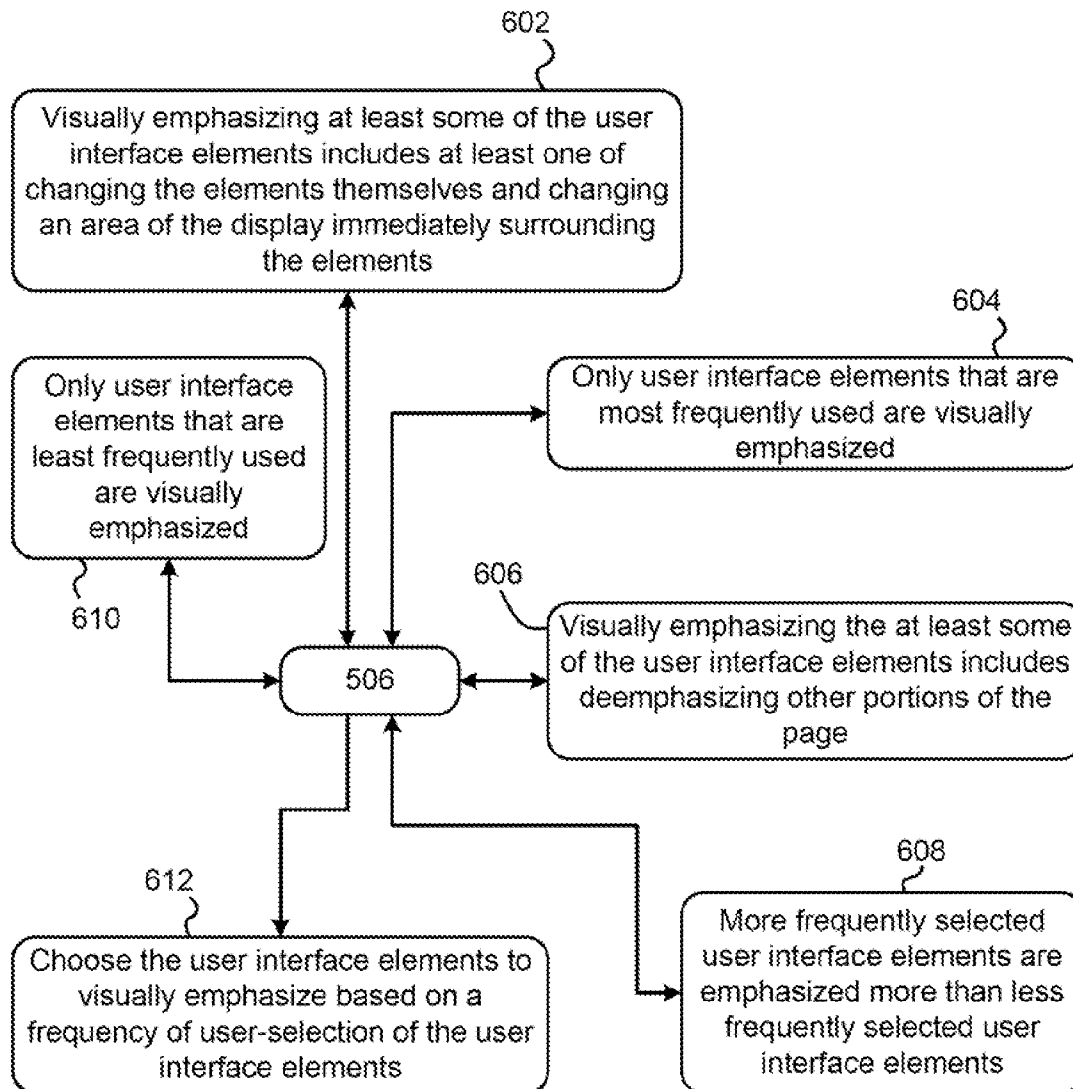 602
Visually emphasizing at least some of the user
interface elements includes at least one of
changing the elements themselves and changing
an area of the display immediately surrounding
the elements
604
Only user interface elements that are
most frequently used are visually
emphasized
Only user interface
elements that are
least frequently used
are visually
emphasized
610
606
Visually emphasizing the at least some
of the user interface elements includes
deemphasizing other portions of the
page
506
608
More frequently selected
user interface elements are
emphasized more than less
frequently selected user
interface elements
612
Choose the user interface elements to
visually emphasize based on a
frequency of user-selection of the user
interface elements